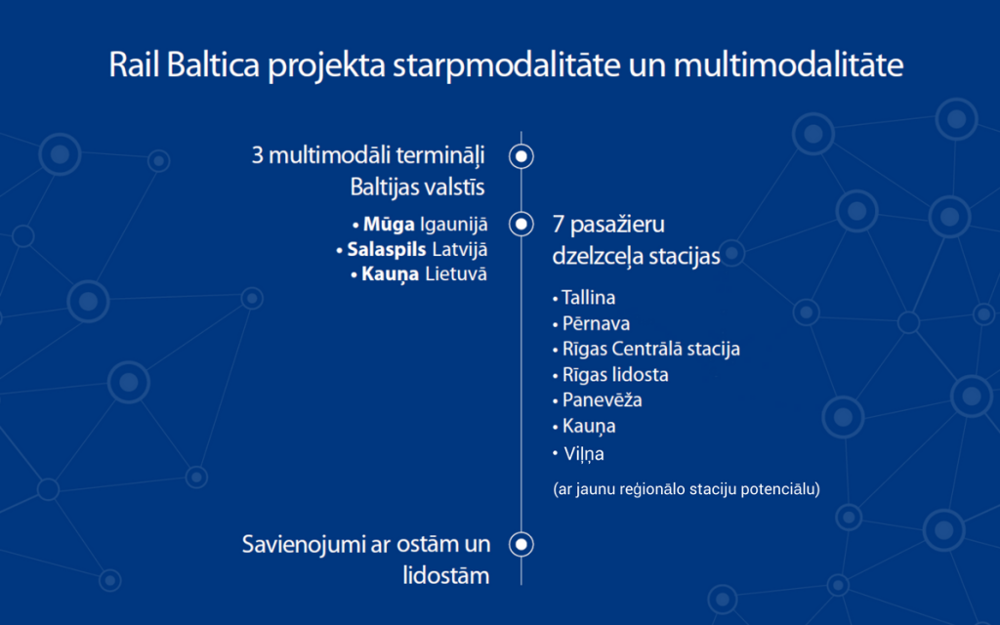 Rail Baltica projekta starpmodalitāte un multimodalitāte
3 multimodāli termināļi
Baltijas valstīs
• Mūga Igaunijā
• Salaspils Latvijā
• Kauņa Lietuvā
7 pasažieru
dzelzceļa stacijas
• Tallina
• Pērnava
• Rīgas Centrālā stacija
• Rīgas lidosta
• Panevēža
• Kauņa
• Viļņa
(ar jaunu reģionālo staciju potenciālu)
Savienojumi ar ostām un
lidostām